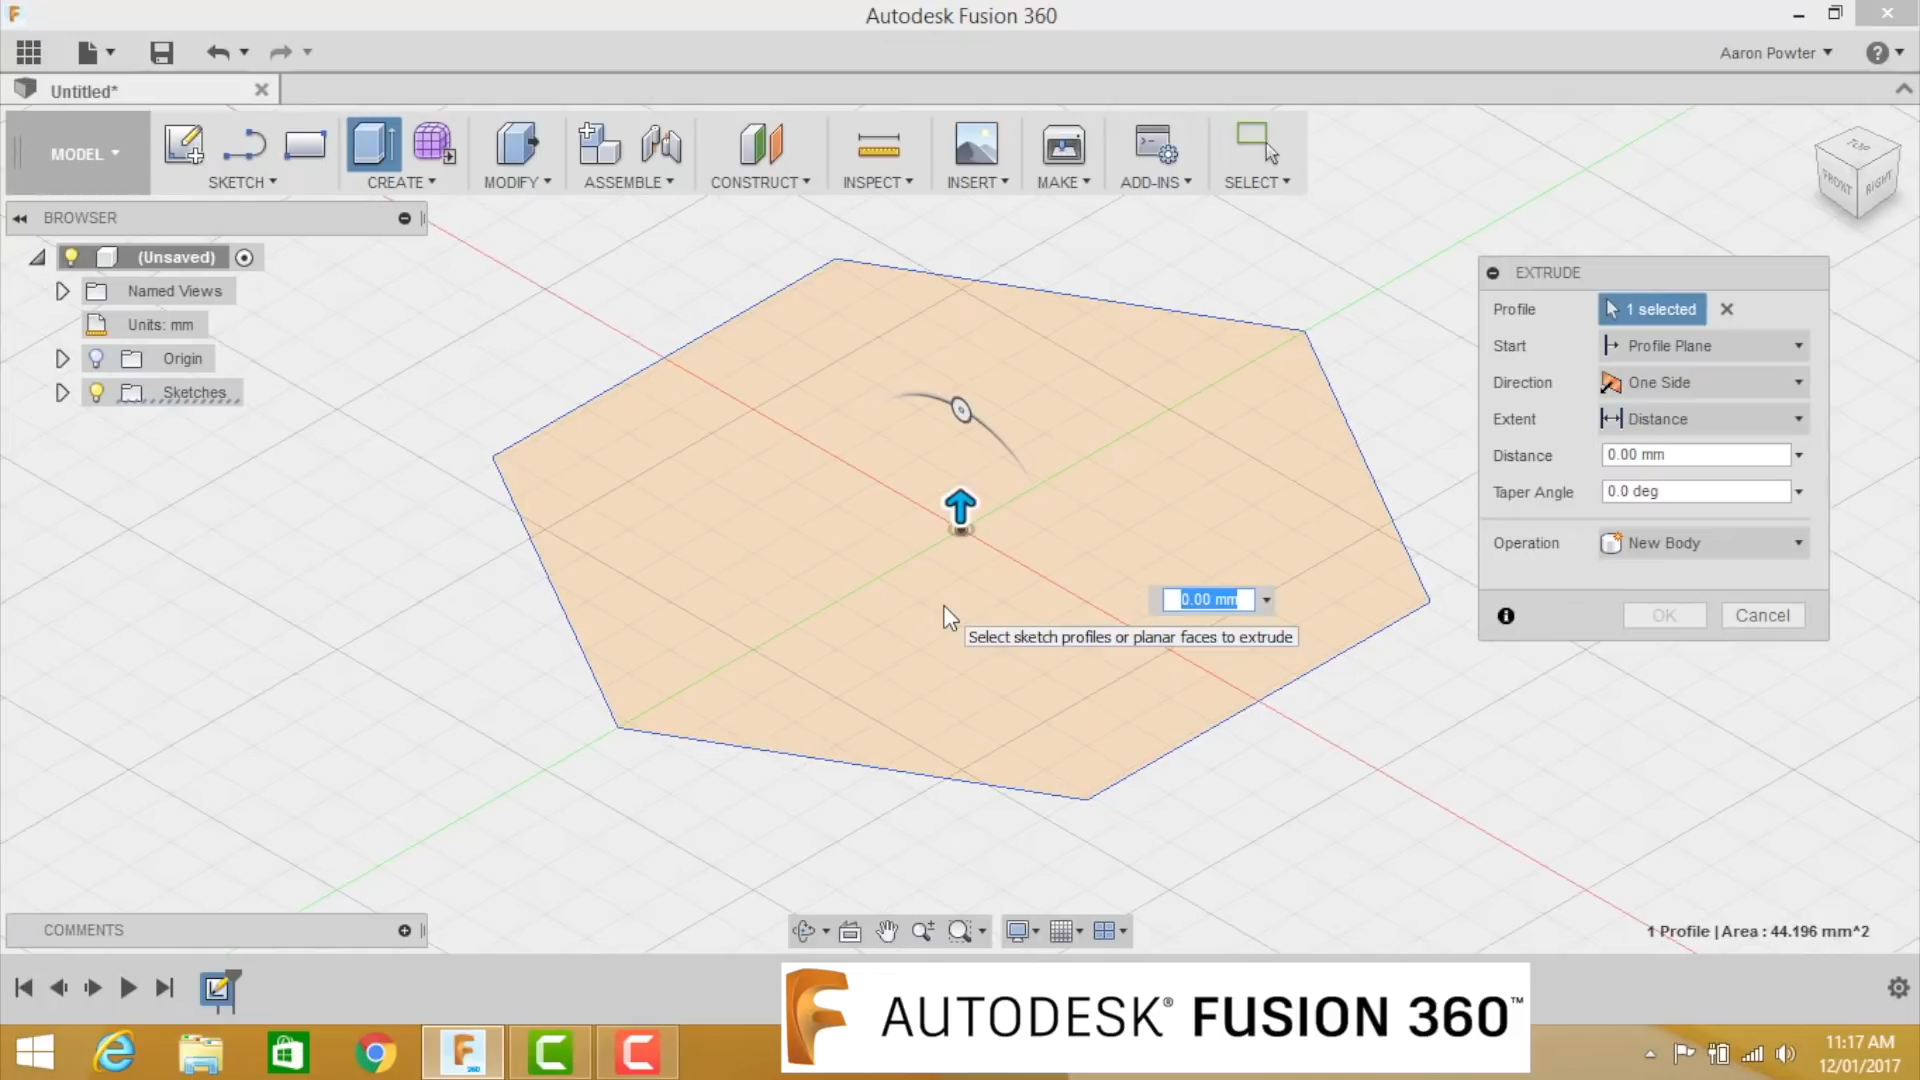 Autodesk Fusion 360
Aaron Powter
Untitled*
MODEL
SKETCH
CREATE
MODIFY
ASSEMBLE
CONSTRUCT
INSPECT
INSERT
MAKE
ADD-INS
SELECT
TOP
FRONT
RIGHT
BROWSER
(Unsaved)
Named Views
Units: mm
Origin
Sketches
EXTRUDE
Profile 1 selected
Start Profile Plane
Direction One Side
Extent Distance
Distance 0.00 mm
Taper Angle 0.0 deg
Operation New Body
OK Cancel
0.00 mm
Select sketch profiles or planar faces to extrude
COMMENTS
1 Profile | Area : 44.196 mm^2
AUTODESK® FUSION 360™
360
11:17 AM
12/01/2017